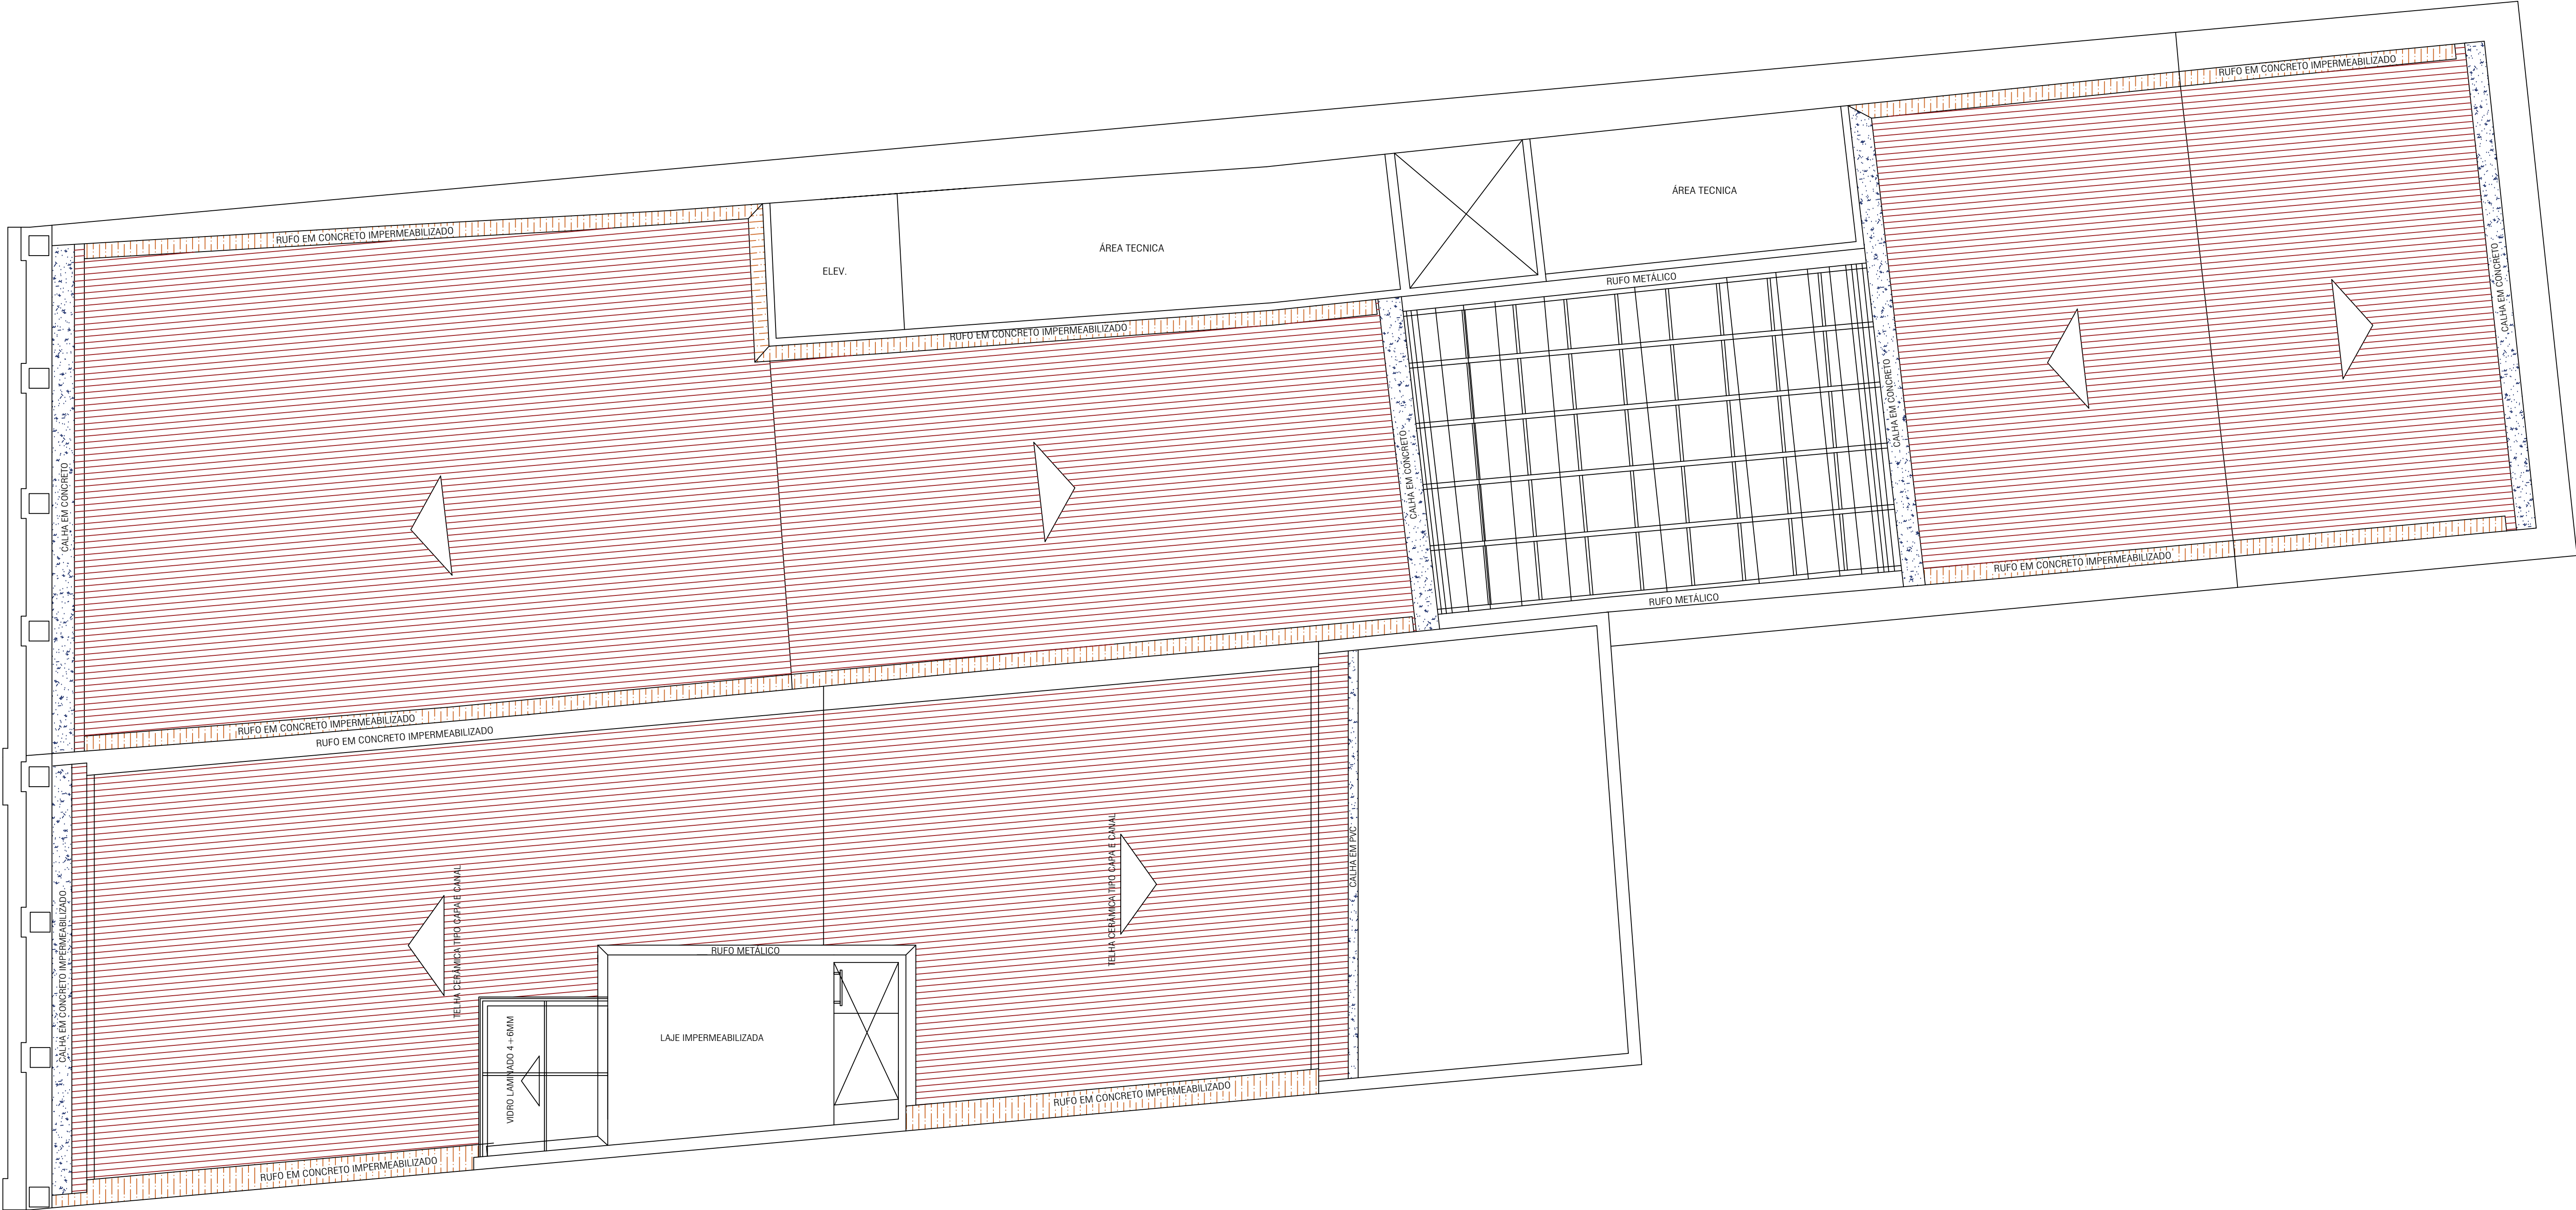 RUFO EM CONCRETO IMPERMEABILIZADO
RUFO EM CONCRETO IMPERMEABILIZADO
ÁREA TECNICA
ÁREA TECNICA
ELEV.
RUFO METÁLICO
RUFO EM CONCRETO IMPERMEABILIZADO
CALHA EM CONCRETO
CALHA EM CONCRETO
CALHA EM CONCRETO
CALHA EM CONCRETO
RUFO EM CONCRETO IMPERMEABILIZADO
RUFO METÁLICO
RUFO EM CONCRETO IMPERMEABILIZADO
RUFO EM CONCRETO IMPERMEABILIZADO
CALHA EM CONCRETO IMPERMEABILIZADO
TELHA CERÂMICA TIPO CAPA E CANAL
TELHA CERÂMICA TIPO CAPA E CANAL
CALHA EM PVC
RUFO METÁLICO
LAJE IMPERMEABILIZADA
VIDRO LAMINADO 4+6MM
RUFO EM CONCRETO IMPERMEABILIZADO
RUFO EM CONCRETO IMPERMEABILIZADO